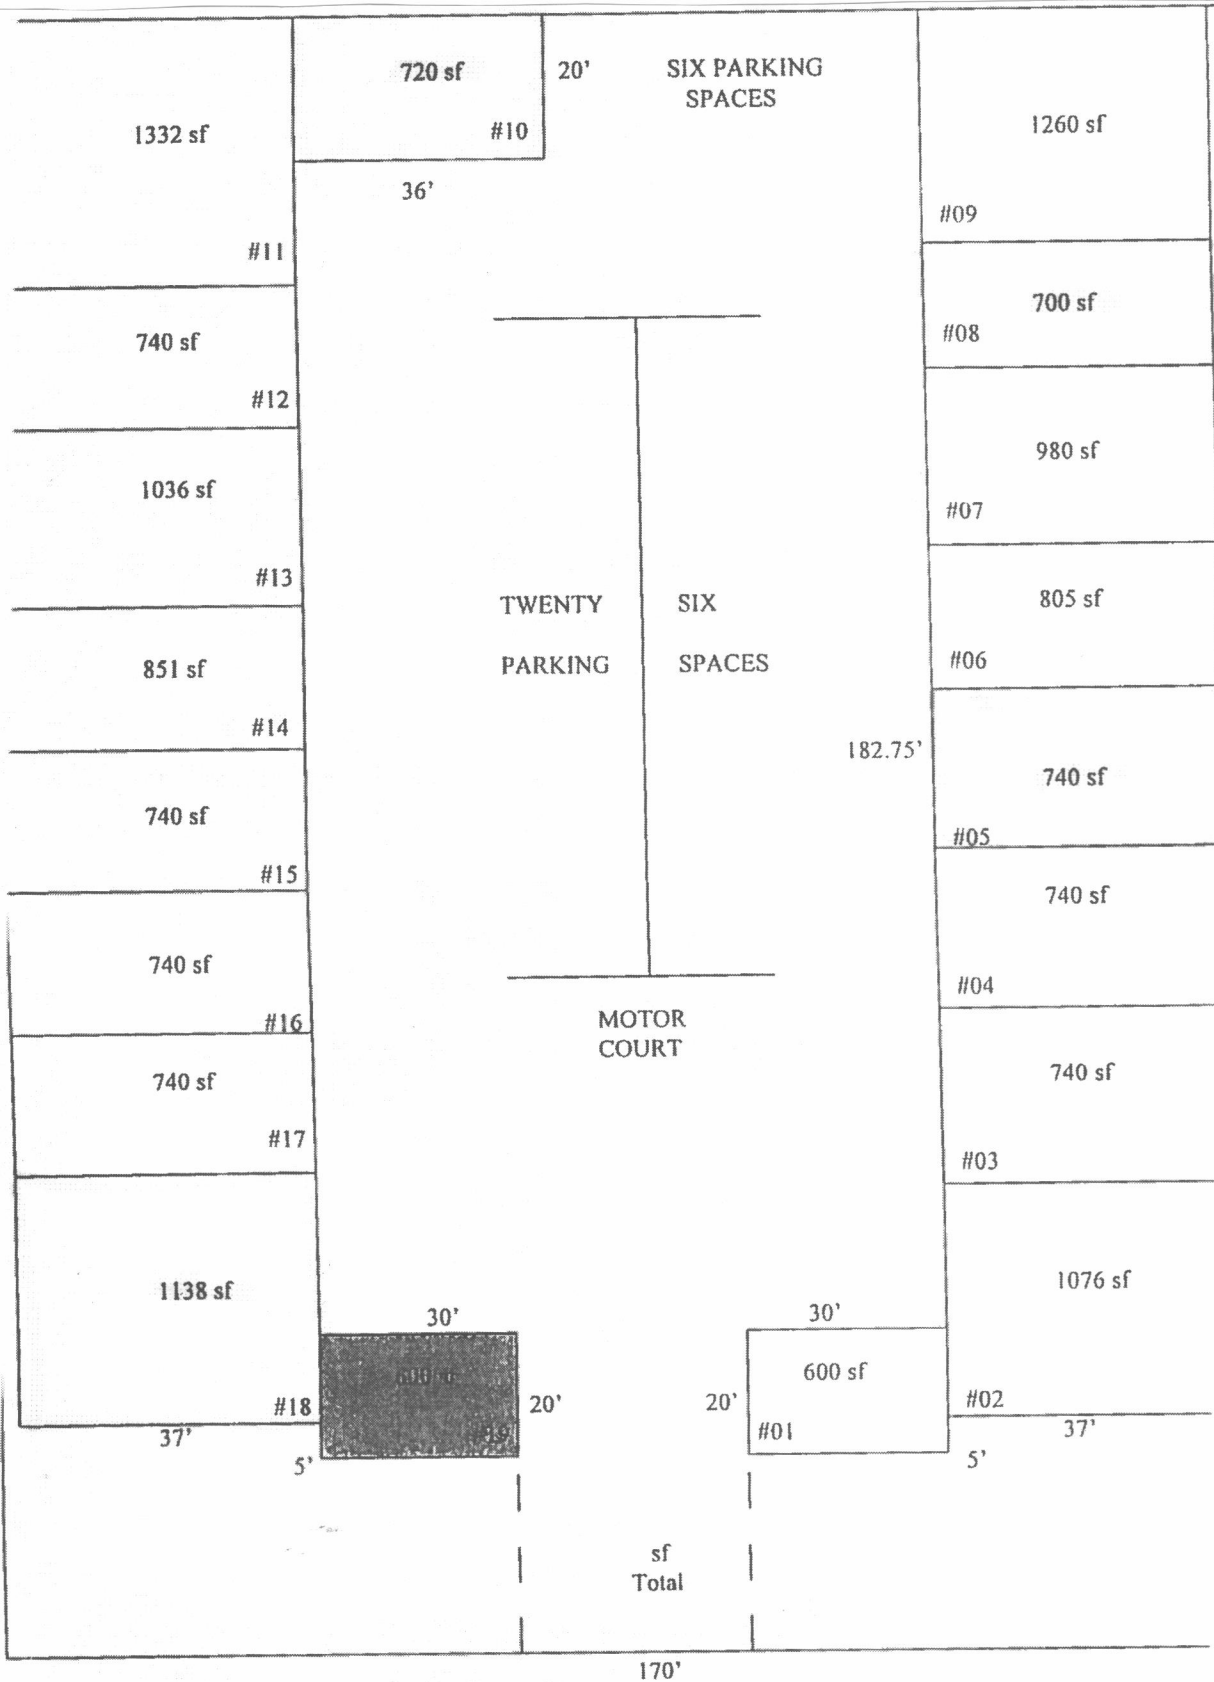 720 sf
20'
SIX PARKING
SPACES
#10
36'
1332 sf
#11
740 sf
#12
1036 sf
#13
851 sf
#14
740 sf
#15
740 sf
#16
740 sf
#17
1138 sf
#18
37'
5'
TWENTY SIX
PARKING SPACES
182.75'
MOTOR
COURT
30'
#19
20'
30'
20'
600 sf
#01
5'
1260 sf
#09
700 sf
#08
980 sf
#07
805 sf
#06
740 sf
#05
740 sf
#04
740 sf
#03
1076 sf
#02
37'
sf
Total
170'